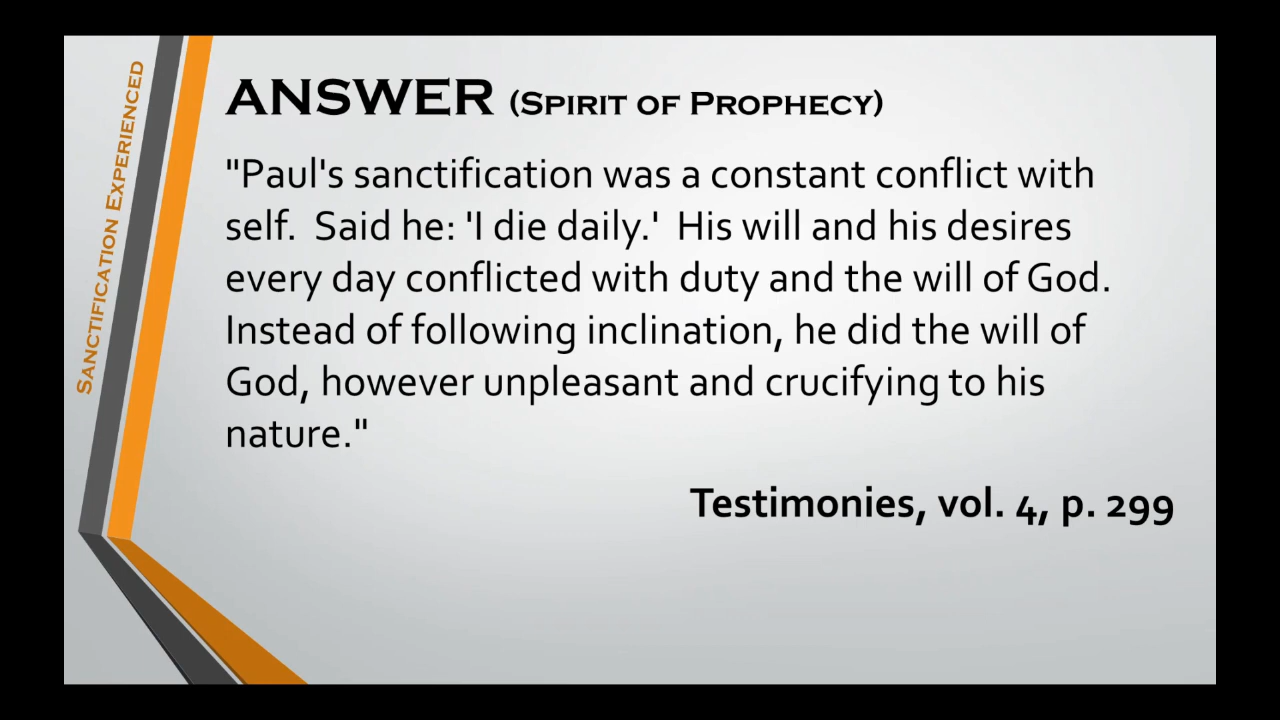 Sanctification Experienced
ANSWER (Spirit of Prophecy)
"Paul's sanctification was a constant conflict with
self.  Said he: 'I die daily.'  His will and his desires
every day conflicted with duty and the will of God.
Instead of following inclination, he did the will of
God, however unpleasant and crucifying to his
nature."
Testimonies, vol. 4, p. 299